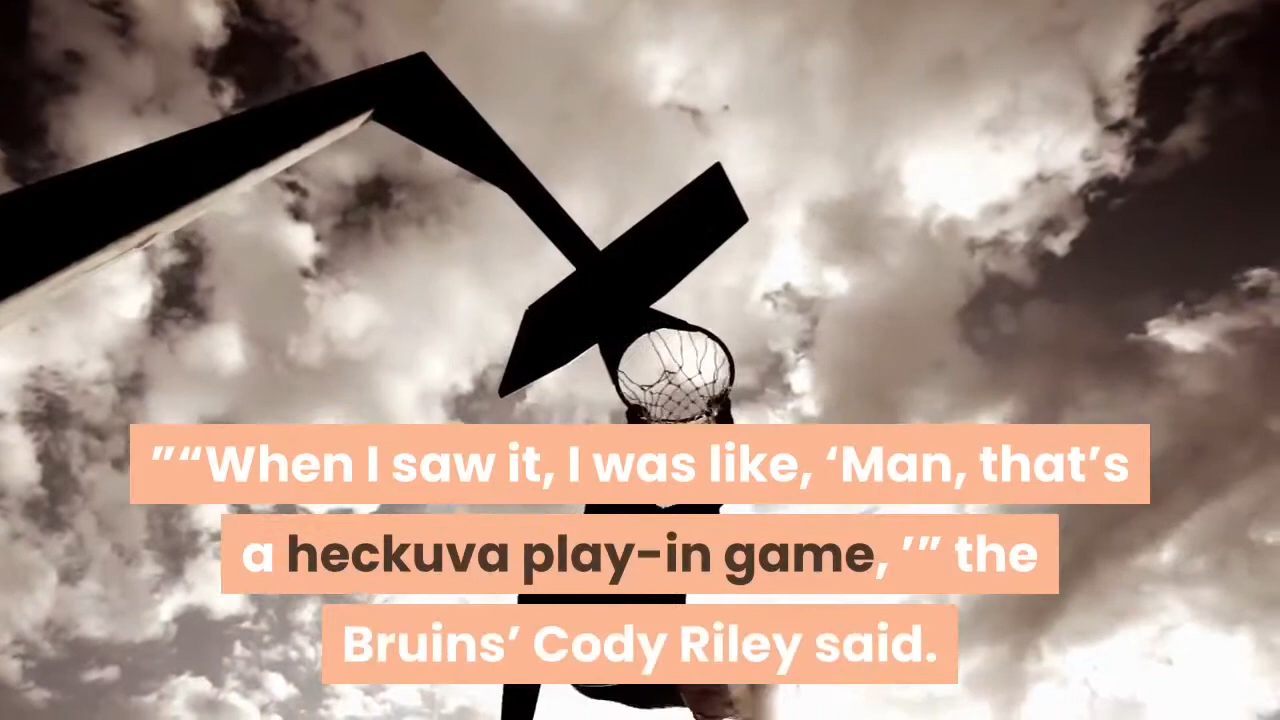 ”“When I saw it, I was like, ‘Man, that’s
a heckuva play-in game, ’” the
Bruins’ Cody Riley said.